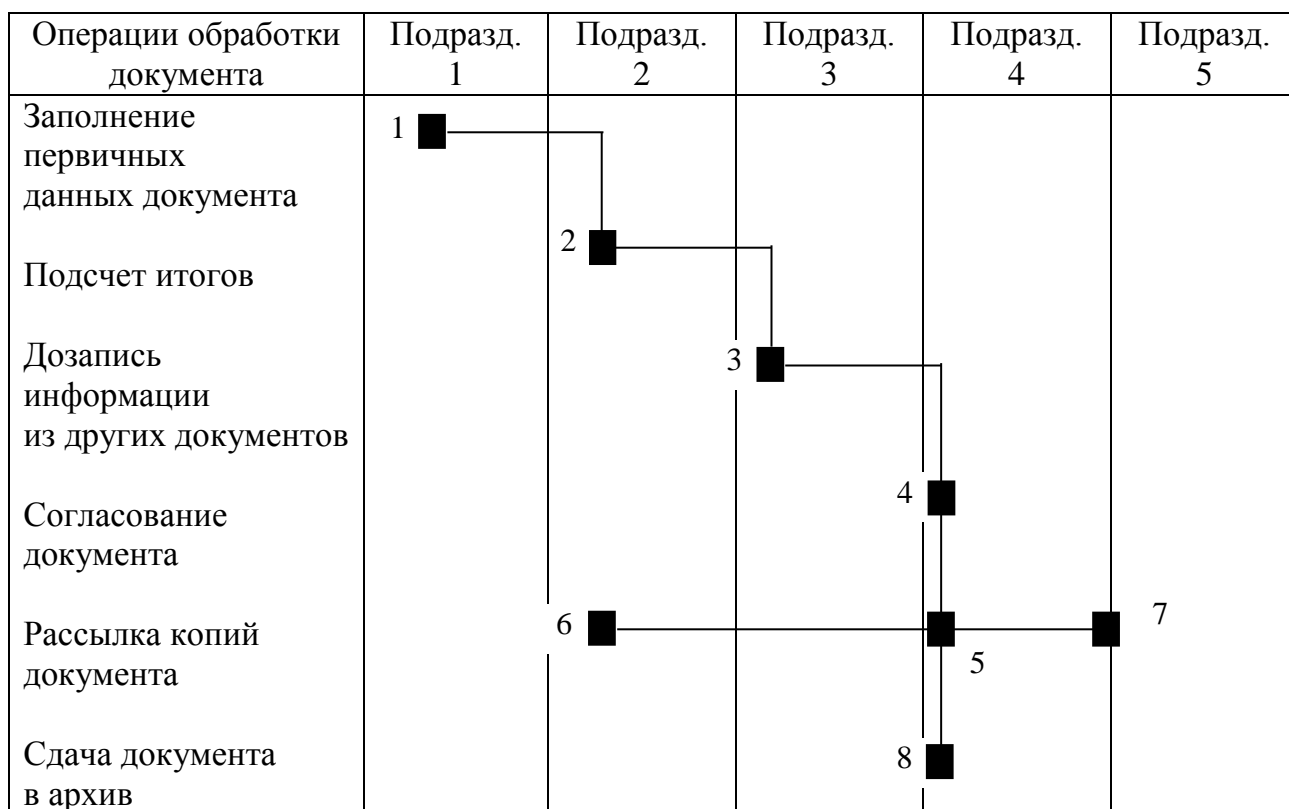 Операции обработки документа
Подразд. 1
Подразд. 2
Подразд. 3
Подразд. 4
Подразд. 5
Заполнение
первичных
данных документа
1
2
Подсчет итогов
Дозапись
информации
из других документов
3
4
Согласование
документа
Рассылка копий
документа
6
5
7
Сдача документа
в архив
8